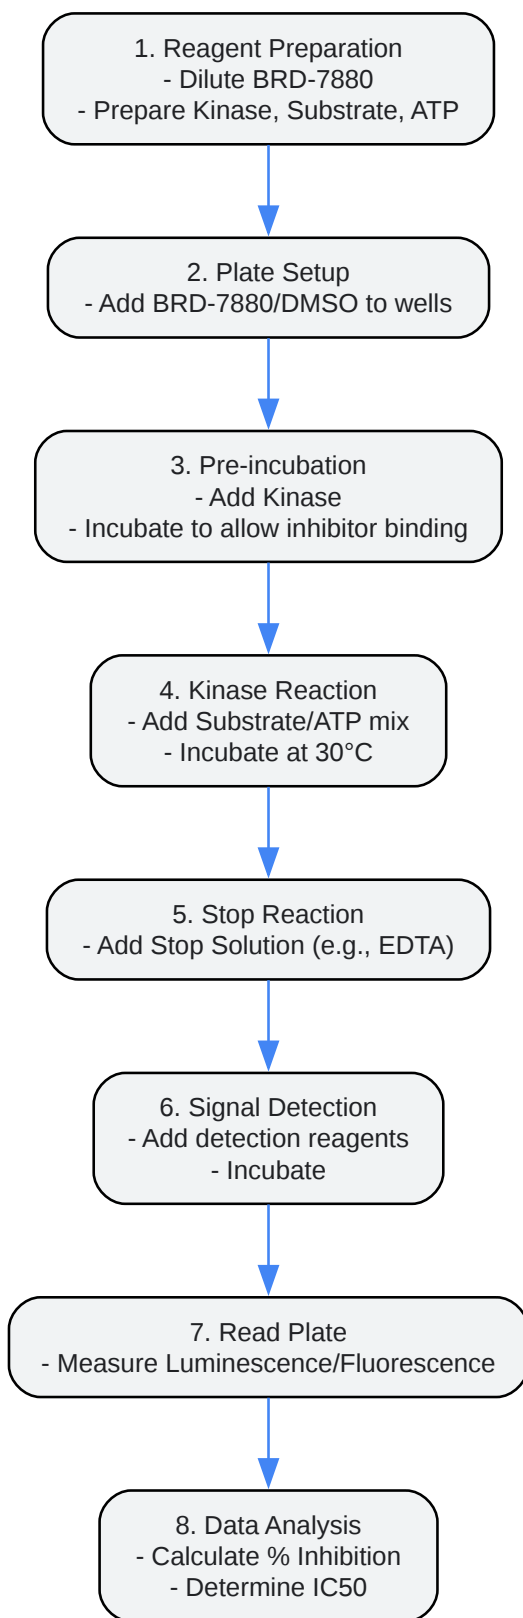 1. Reagent Preparation
- Dilute BRD-7880
- Prepare Kinase, Substrate, ATP
2. Plate Setup
- Add BRD-7880/DMSO to wells
3. Pre-incubation
- Add Kinase
- Incubate to allow inhibitor binding
4. Kinase Reaction
- Add Substrate/ATP mix
- Incubate at 30°C
5. Stop Reaction
- Add Stop Solution (e.g., EDTA)
6. Signal Detection
- Add detection reagents
- Incubate
7. Read Plate
- Measure Luminescence/Fluorescence
8. Data Analysis
- Calculate % Inhibition
- Determine IC50